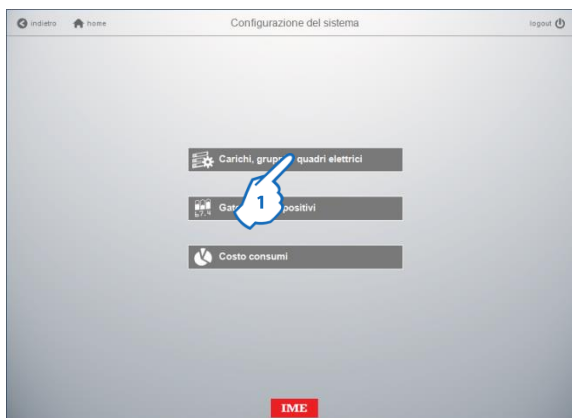 indietro home Configurazione del sistema logout
Carichi, grup quadri elettrici
1
Gat positivi
Costo consumi
IME